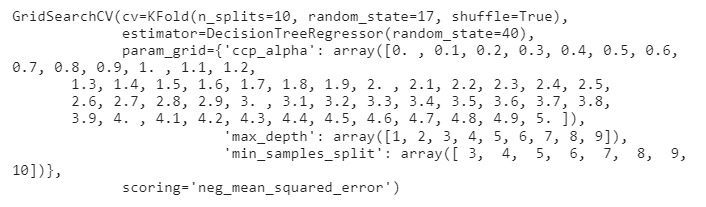 GridSearchCV(cv=KFold(n_splits=10, random_state=17, shuffle=True),
             estimator=DecisionTreeRegressor(random_state=40),
             param_grid={'ccp_alpha': array([0. , 0.1, 0.2, 0.3, 0.4, 0.5, 0.6,
0.7, 0.8, 0.9, 1. , 1.1, 1.2,
       1.3, 1.4, 1.5, 1.6, 1.7, 1.8, 1.9, 2. , 2.1, 2.2, 2.3, 2.4, 2.5,
       2.6, 2.7, 2.8, 2.9, 3. , 3.1, 3.2, 3.3, 3.4, 3.5, 3.6, 3.7, 3.8,
       3.9, 4. , 4.1, 4.2, 4.3, 4.4, 4.5, 4.6, 4.7, 4.8, 4.9, 5. ]),
                         'max_depth': array([1, 2, 3, 4, 5, 6, 7, 8, 9]),
                         'min_samples_split': array([ 3,  4,  5,  6,  7,  8,  9,
10])},
             scoring='neg_mean_squared_error')